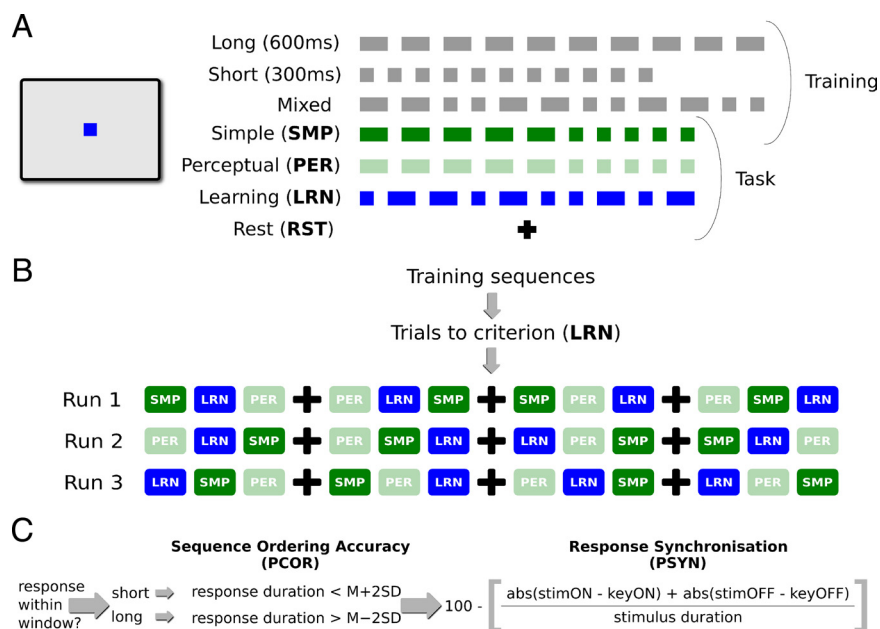 A
Long (600ms)
Short (300ms)
Mixed
Training
Simple (SMP)
Perceptual (PER)
Learning (LRN)
Rest (RST)
Task
B
Training sequences
Trials to criterion (LRN)
Run 1 SMP LRN PER PER LRN SMP SMP PER LRN PER SMP LRN
Run 2 PER LRN SMP PER SMP LRN LRN PER SMP SMP LRN PER
Run 3 LRN SMP PER SMP PER LRN PER LRN SMP LRN PER SMP
C
Sequence Ordering Accuracy
(PCOR)
response
within
window?
short response duration < M+2SD
long response duration > M−2SD
Response Synchronisation
(PSYN)
100 - [ abs(stimON - keyON) + abs(stimOFF - keyOFF)
stimulus duration ]